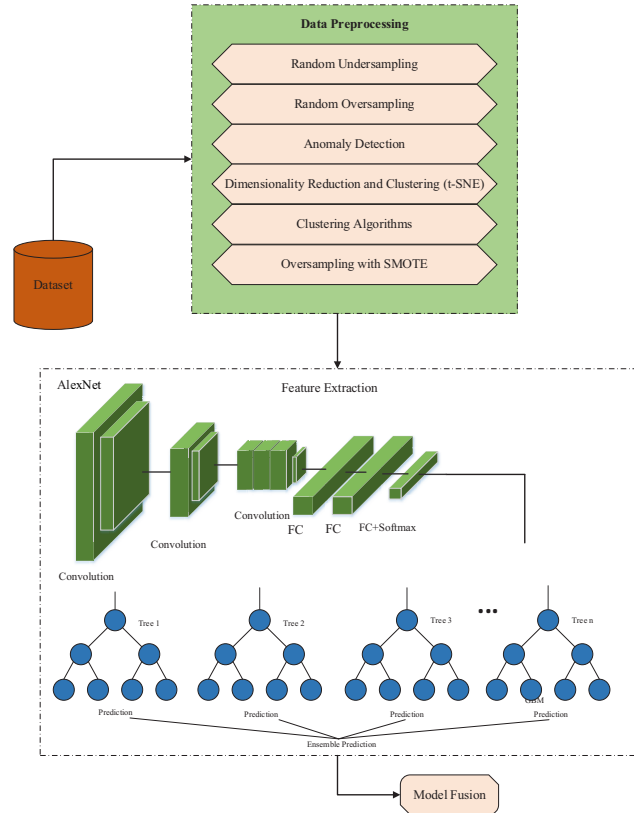 Data Preprocessing
Random Undersampling
Random Oversampling
Anomaly Detection
Dimensionality Reduction and Clustering (t-SNE)
Clustering Algorithms
Oversampling with SMOTE
Dataset
AlexNet
Feature Extraction
Convolution
Convolution
Convolution
FC
FC
FC+Softmax
Tree 1
Tree 2
Tree 3
...
Tree n
GBM
Prediction
Prediction
Prediction
Prediction
Ensemble Prediction
Model Fusion